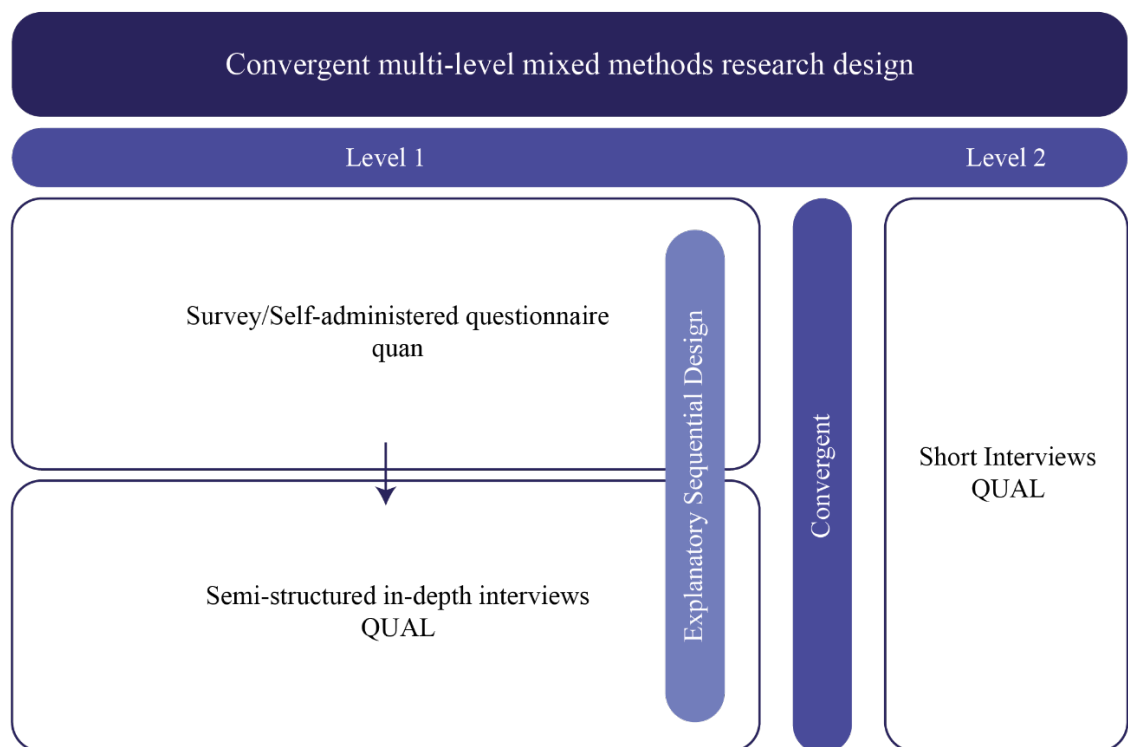 Convergent multi-level mixed methods research design
Level 1
Level 2
Survey/Self-administered questionnaire
quan
Semi-structured in-depth interviews
QUAL
Explanatory Sequential Design
Convergent
Short Interviews
QUAL